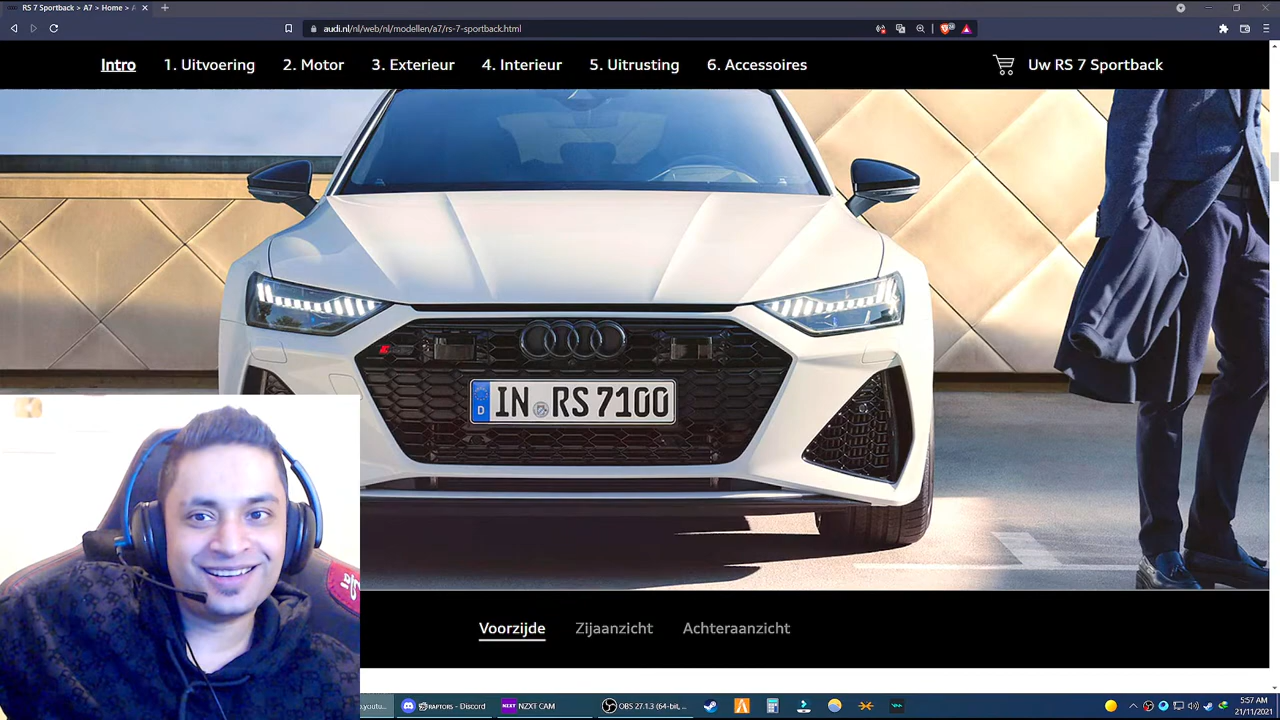 RS 7 Sportback > A7 > Home >
audi.nl/nl/web/nl/modellen/a7/rs-7-sportback.html
Intro
1. Uitvoering
2. Motor
3. Exterieur
4. Interieur
5. Uitrusting
6. Accessoires
Uw RS 7 Sportback
D
IN RS 7100
Voorzijde
Zijaanzicht
Achteraanzicht
RAPTORS - Discord
NZXT CAM
OBS 27.1.3 (64-bit, ...
5:57 AM
21/11/2021